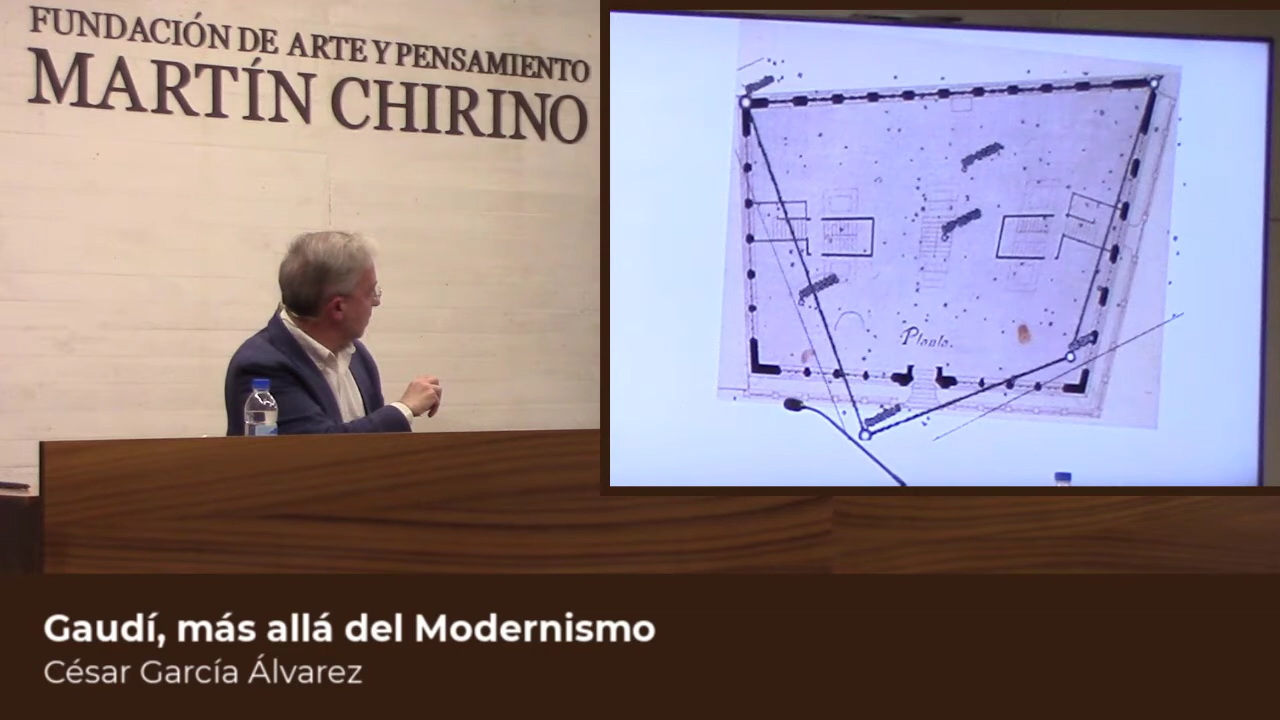 FUNDACIÓN DE ARTE Y PENSAMIENTO
MARTÍN CHIRINO
Planta.
Gaudí, más allá del Modernismo
César García Álvarez